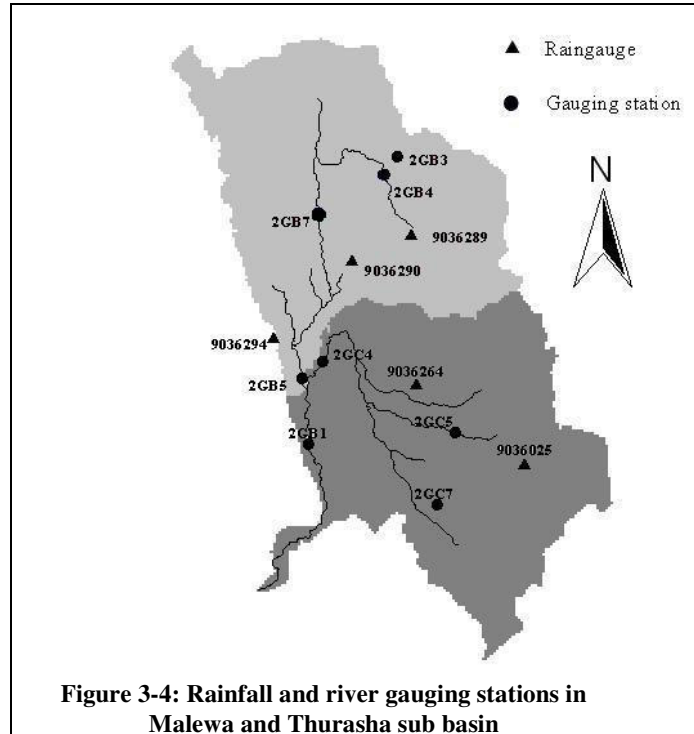 Raingauge
Gauging station
N
2GB3
2GB4
2GB7
9036289
9036290
9036294
2GC4
2GB5
9036264
2GC5
2GB1
9036025
2GC7
Figure 3-4: Rainfall and river gauging stations in
Malewa and Thurasha sub basin